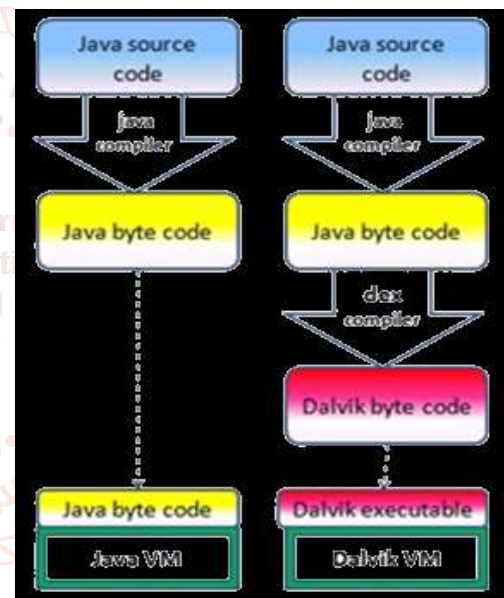 Java source
code
java
compiler
Java byte code
Java byte code
Java VM
Java source
code
java
compiler
Java byte code
dex
compiler
Dalvik byte code
Dalvik executable
Dalvik VM